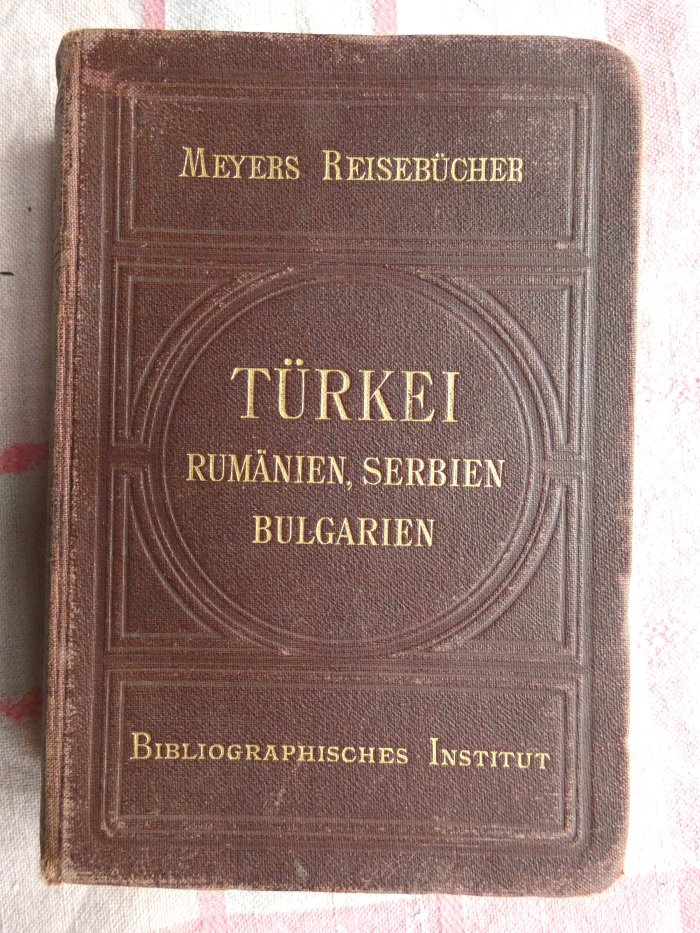 MEYERS REISEBÜCHER
TÜRKEI
RUMÄNIEN, SERBIEN
BULGARIEN
BIBLIOGRAPHISCHES INSTITUT